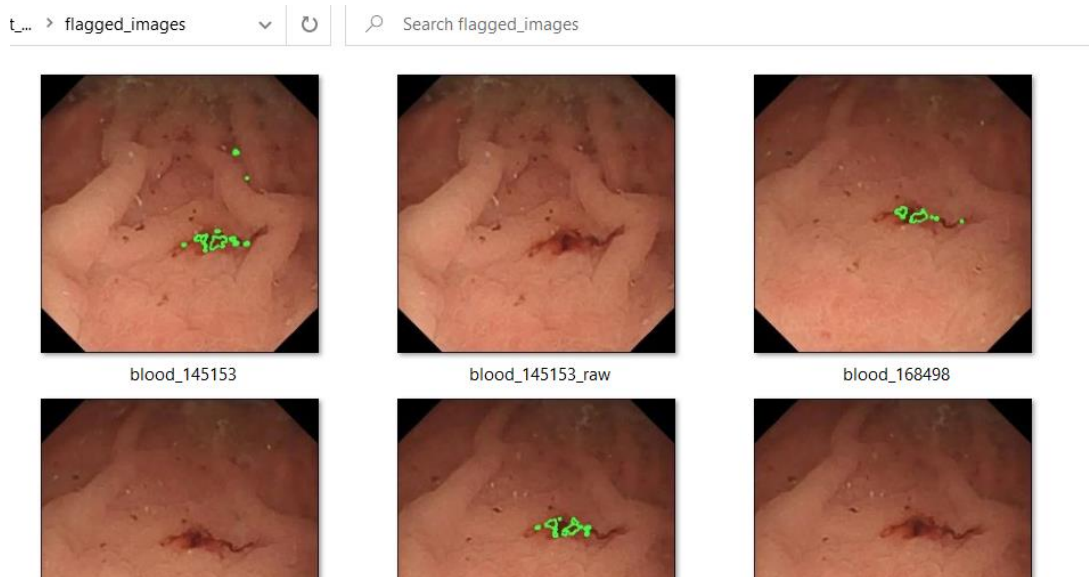 t_... > flagged_images
Search flagged_images
blood_145153
blood_145153_raw
blood_168498